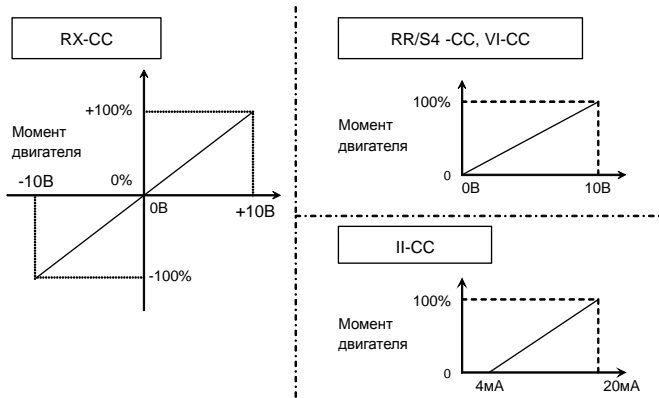 RX-CC
+100%
Момент
двигателя
-10В
0%
0В
+10В
-100%
RR/S4 -CC, VI-CC
100%
Момент
двигателя
0
0В
10В
II-CC
100%
Момент
двигателя
0
4мА
20мА